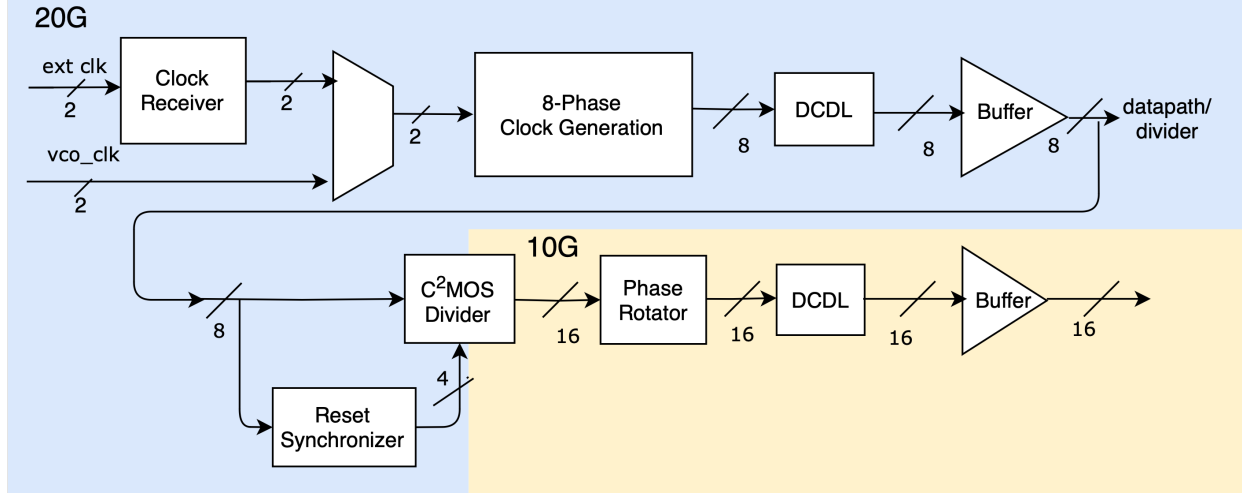 20G
ext clk
2
Clock
Receiver
2
vco_clk
2
2
8-Phase
Clock Generation
8
DCDL
8
Buffer
8
datapath/
divider
10G
8
C²MOS
Divider
16
Phase
Rotator
16
DCDL
16
Buffer
16
4
Reset
Synchronizer